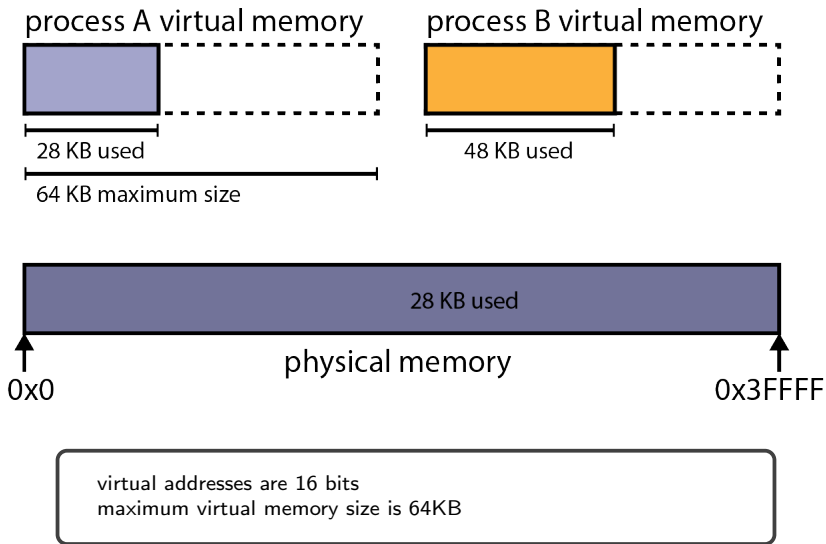 process A virtual memory
process B virtual memory
28 KB used
48 KB used
64 KB maximum size
28 KB used
physical memory
0x0
0x3FFFF
virtual addresses are 16 bits
maximum virtual memory size is 64KB